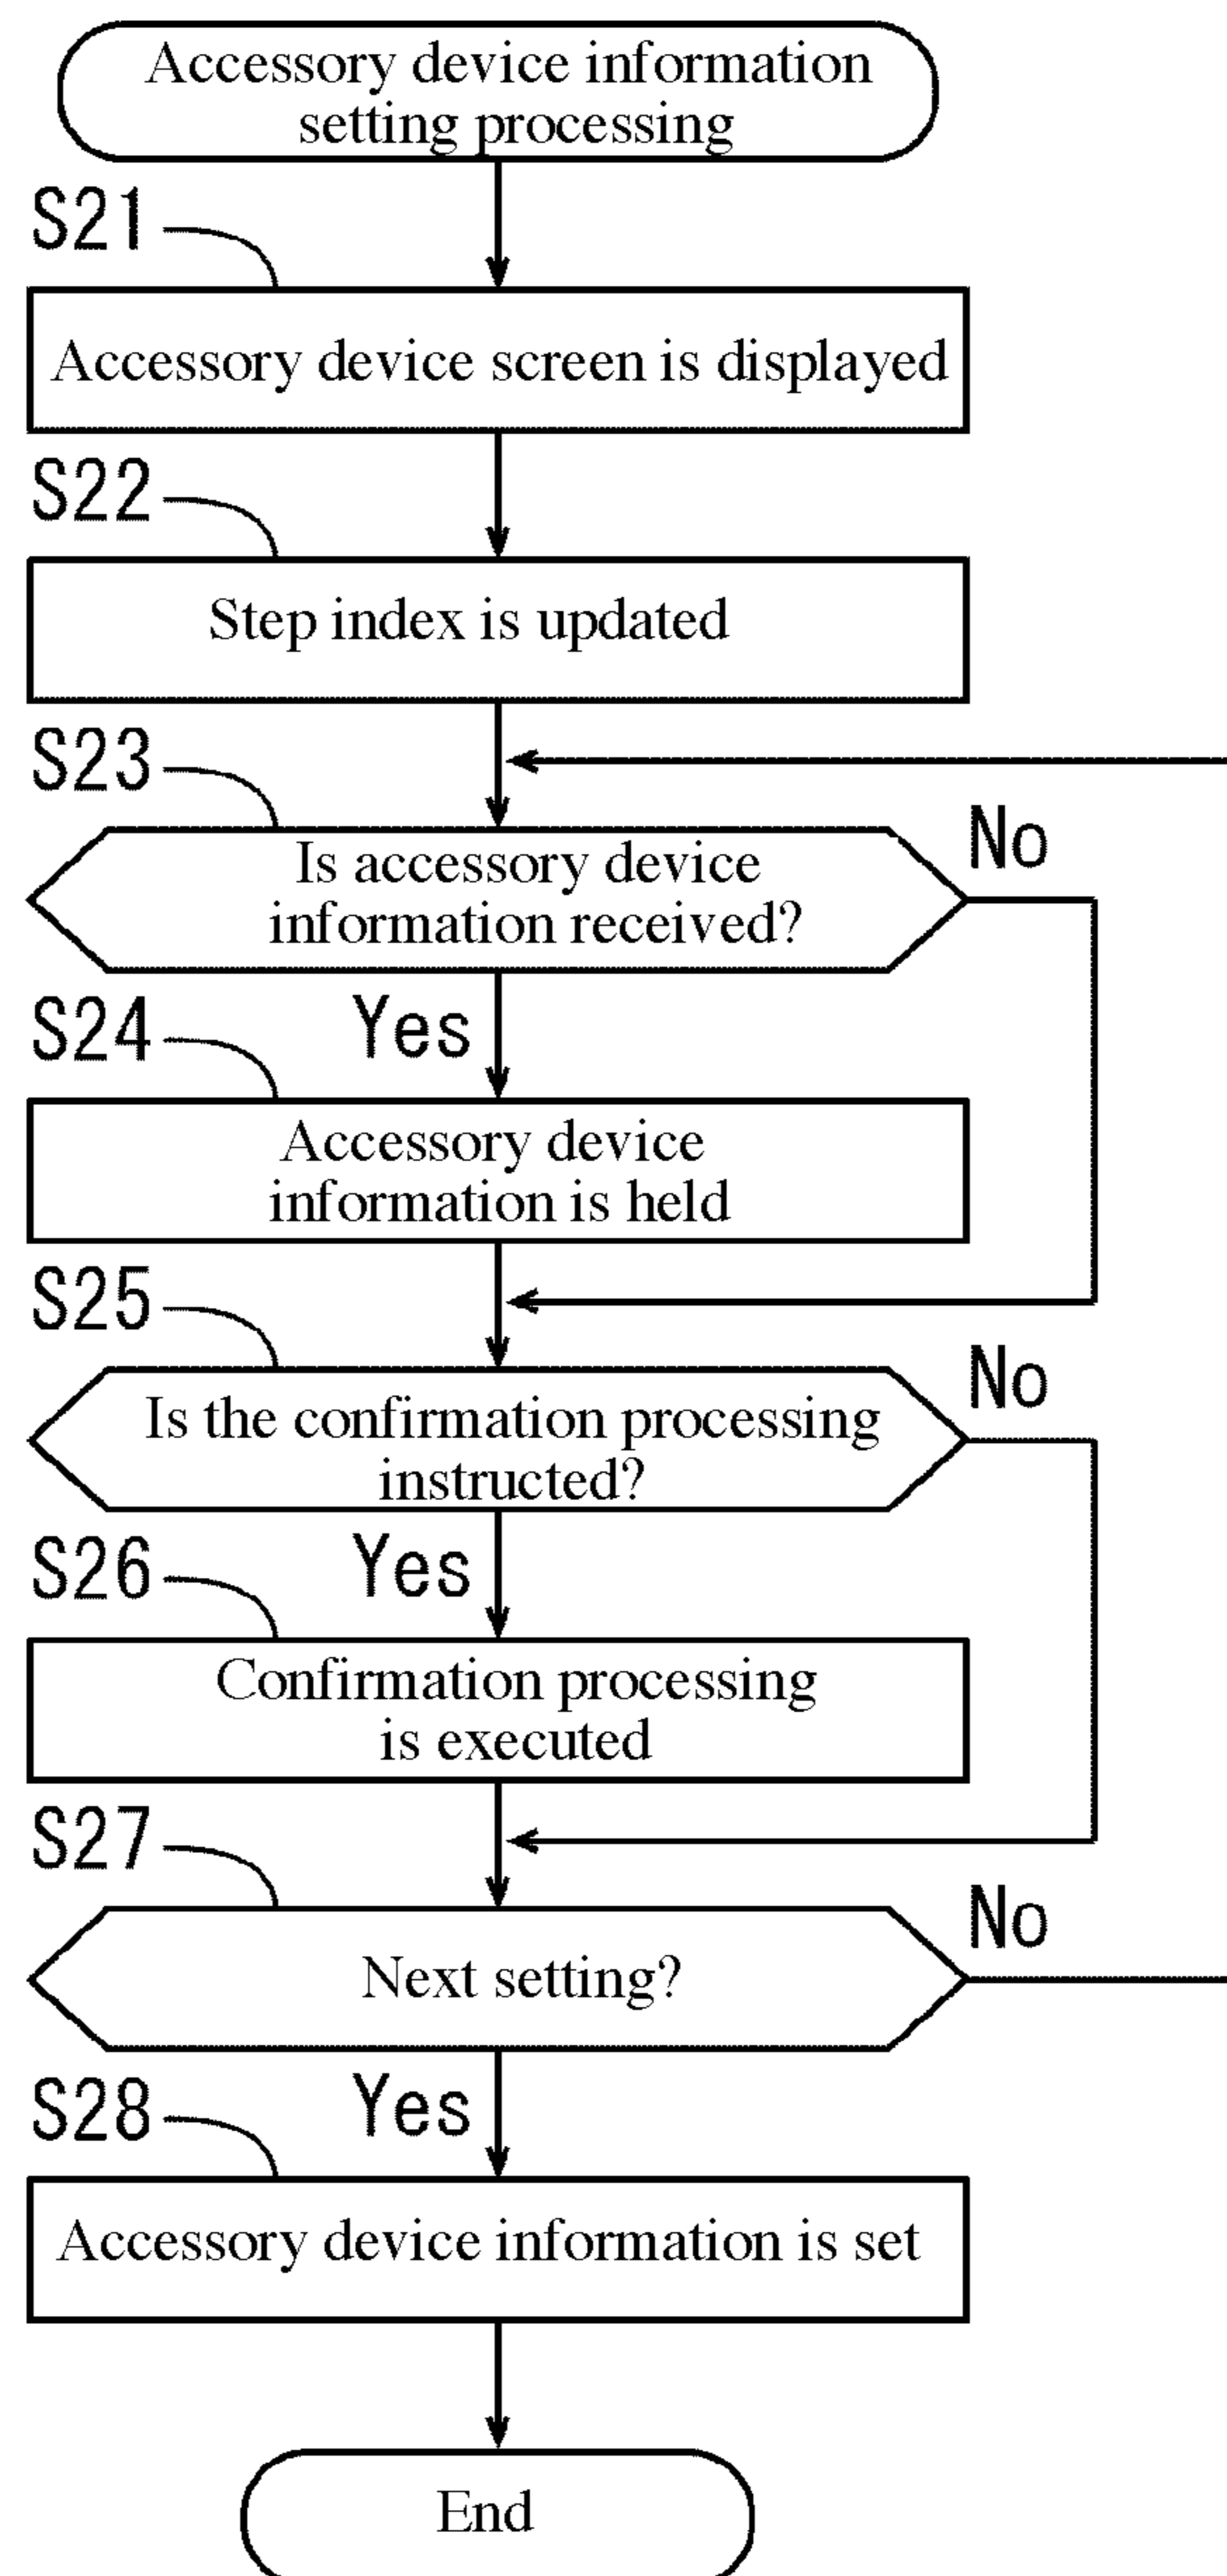 Accessory device information
setting processing
S21
Accessory device screen is displayed
S22
Step index is updated
S23
Is accessory device
information received?
No
S24
Yes
Accessory device
information is held
S25
Is the confirmation processing
instructed?
No
S26
Yes
Confirmation processing
is executed
S27
Next setting?
No
S28
Yes
Accessory device information is set
End